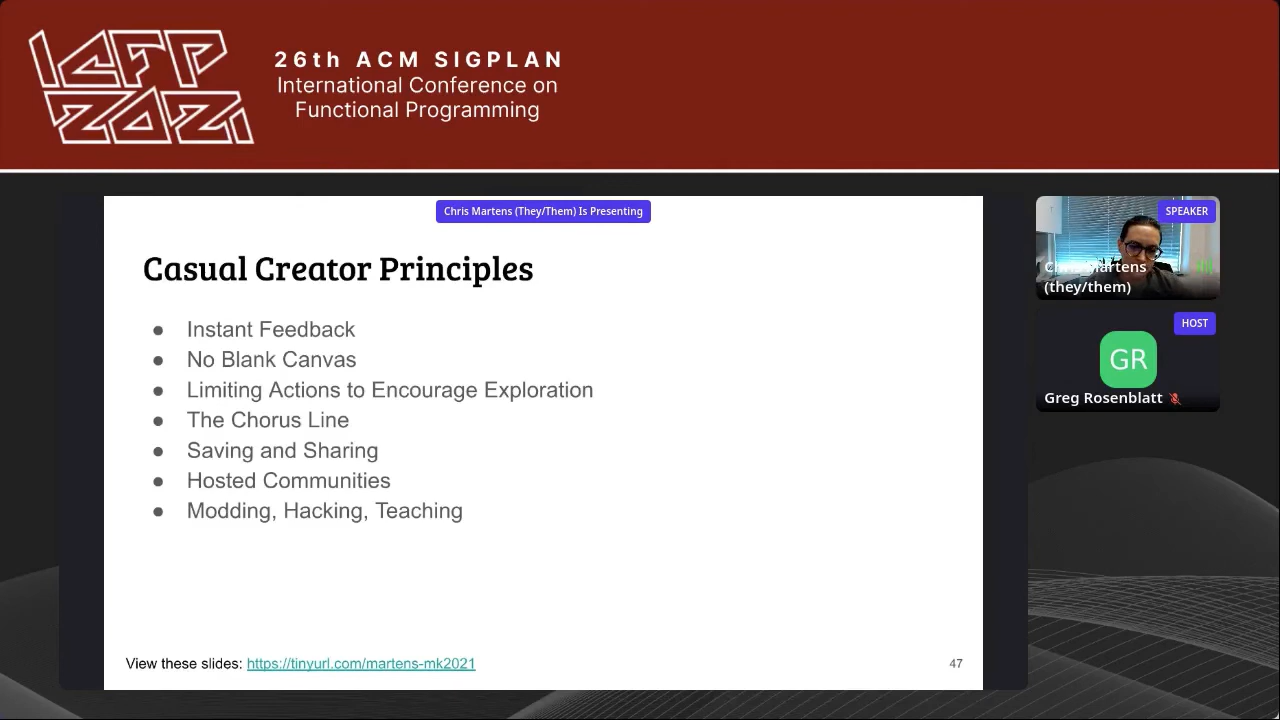 ICFP
2021
26th ACM SIGPLAN
International Conference on
Functional Programming
Chris Martens (They/Them) Is Presenting
Casual Creator Principles
● Instant Feedback
● No Blank Canvas
● Limiting Actions to Encourage Exploration
● The Chorus Line
● Saving and Sharing
● Hosted Communities
● Modding, Hacking, Teaching
View these slides: https://tinyurl.com/martens-mk2021
47
SPEAKER
Chris Martens
(they/them)
HOST
GR
Greg Rosenblatt